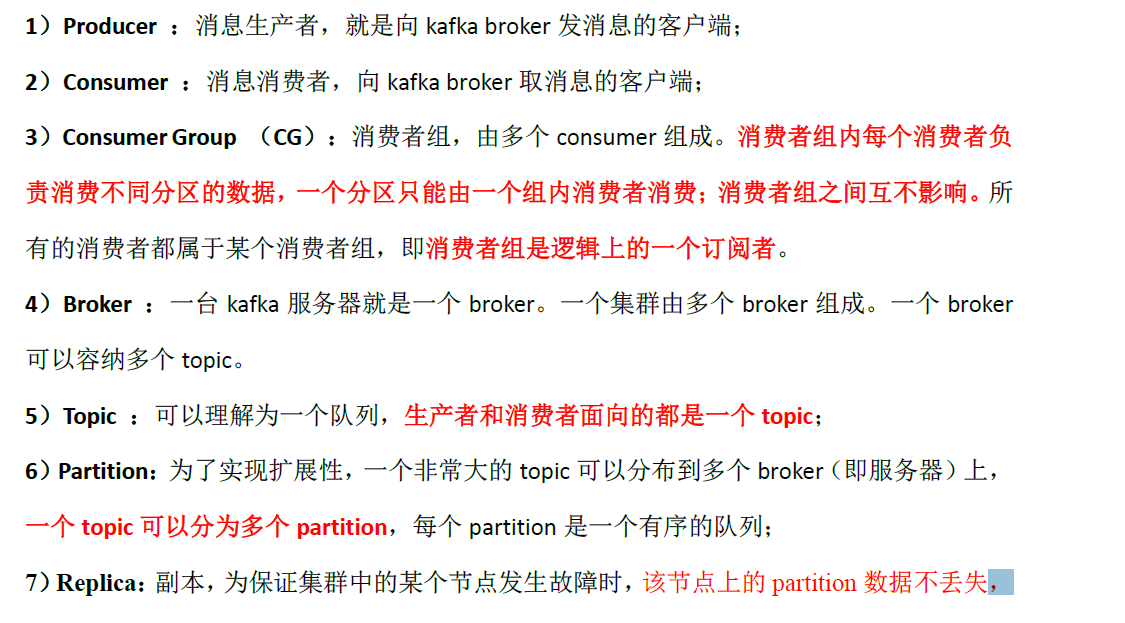 1）Producer ：消息生产者，就是向 kafka broker 发消息的客户端；
2）Consumer ：消息消费者，向 kafka broker 取消息的客户端；
3）Consumer Group （CG）：消费者组，由多个 consumer 组成。消费者组内每个消费者负
责消费不同分区的数据，一个分区只能由一个组内消费者消费；消费者组之间互不影响。所
有的消费者都属于某个消费者组，即消费者组是逻辑上的一个订阅者。
4）Broker ：一台 kafka 服务器就是一个 broker。一个集群由多个 broker 组成。一个 broker
可以容纳多个 topic。
5）Topic ：可以理解为一个队列，生产者和消费者面向的都是一个 topic；
6）Partition：为了实现扩展性，一个非常大的 topic 可以分布到多个 broker（即服务器）上，
一个 topic 可以分为多个 partition，每个 partition 是一个有序的队列；
7）Replica：副本，为保证集群中的某个节点发生故障时，该节点上的 partition 数据不丢失，